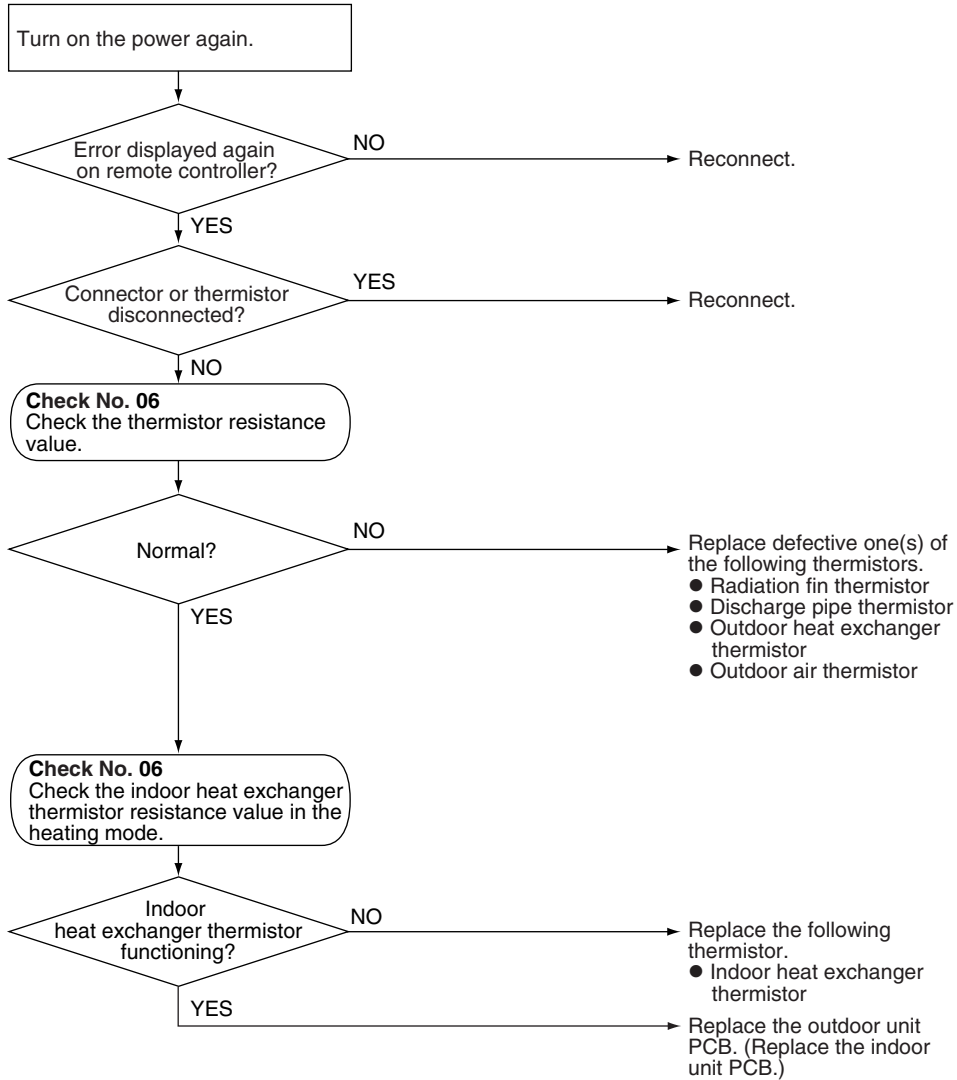 Turn on the power again.
Error displayed again
on remote controller?
NO
Reconnect.
YES
Connector or thermistor
disconnected?
YES
Reconnect.
NO
Check No. 06
Check the thermistor resistance
value.
Normal?
NO
Replace defective one(s) of
the following thermistors.
● Radiation fin thermistor
● Discharge pipe thermistor
● Outdoor heat exchanger
thermistor
● Outdoor air thermistor
YES
Check No. 06
Check the indoor heat exchanger
thermistor resistance value in the
heating mode.
Indoor
heat exchanger thermistor
functioning?
NO
Replace the following
thermistor.
● Indoor heat exchanger
thermistor
YES
Replace the outdoor unit
PCB. (Replace the indoor
unit PCB.)